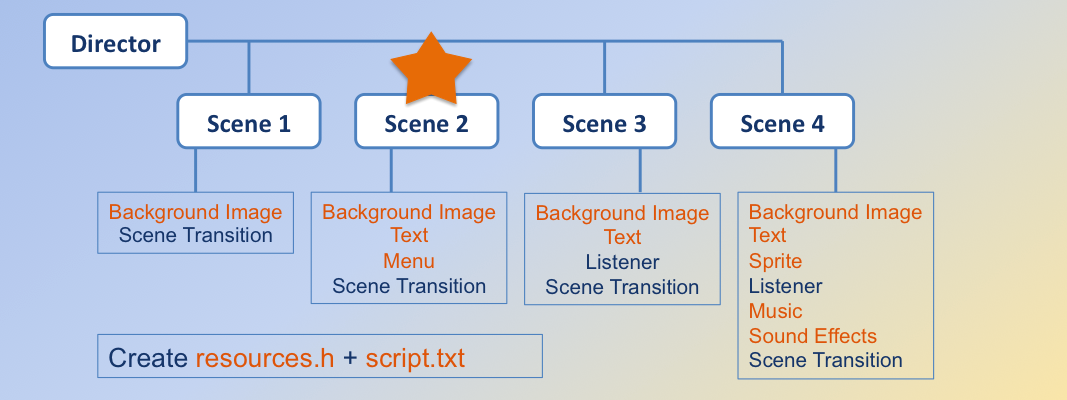 Director
Scene 1
Scene 2
Scene 3
Scene 4
Background Image
Scene Transition
Background Image
Text
Menu
Scene Transition
Background Image
Text
Listener
Scene Transition
Background Image
Text
Sprite
Listener
Music
Sound Effects
Scene Transition
Create resources.h + script.txt